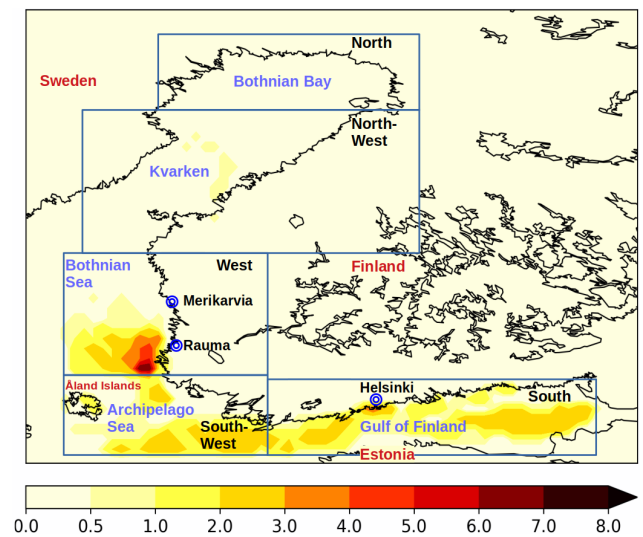 North
Sweden
Bothnian Bay
North-
West
Kvarken
Bothnian
Sea
West
Finland
Merikarvia
Rauma
Åland Islands
Helsinki
South
Archipelago
Sea
South-
West
Gulf of Finland
Estonia
0.0 0.5 1.0 2.0 3.0 4.0 5.0 6.0 7.0 8.0